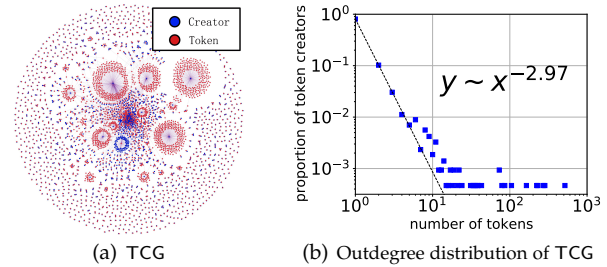 Creator
Token
(a) TCG
proportion of token creators
10^0
10^-1
10^-2
10^-3
y ~ x^-2.97
10^0 10^1 10^2 10^3
number of tokens
(b) Outdegree distribution of TCG